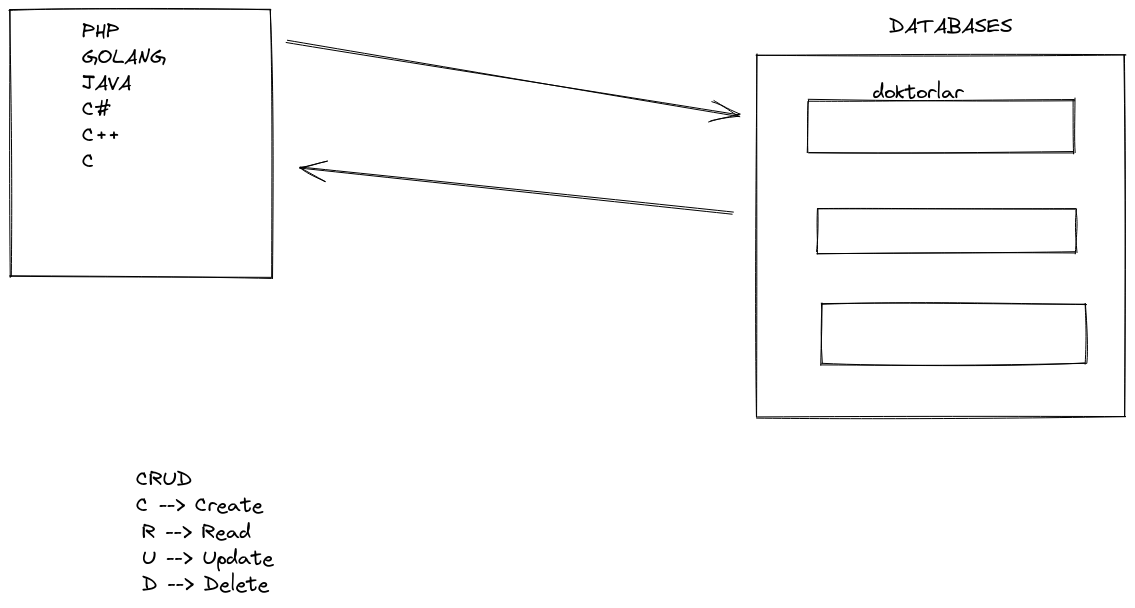 PHP
GOLANG
JAVA
C#
C++
C
DATABASES
doktorlar
CRUD
C --> Create
R --> Read
U --> Update
D --> Delete